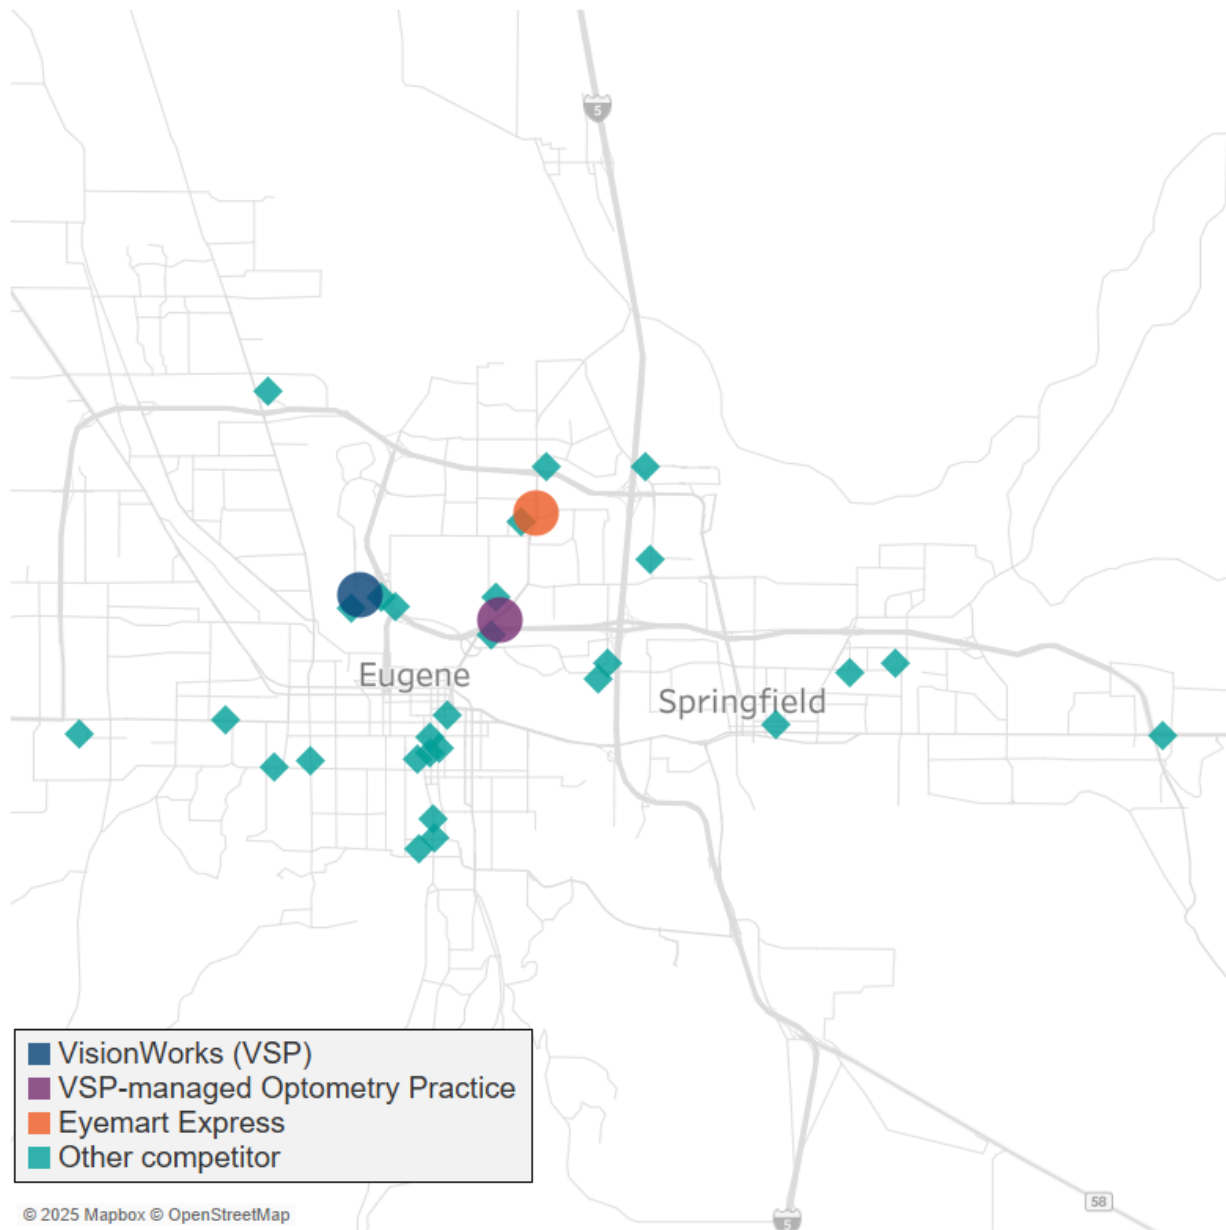 5
Eugene
Springfield
VisionWorks (VSP)
VSP-managed Optometry Practice
Eyemart Express
Other competitor
58
© 2025 Mapbox © OpenStreetMap
5